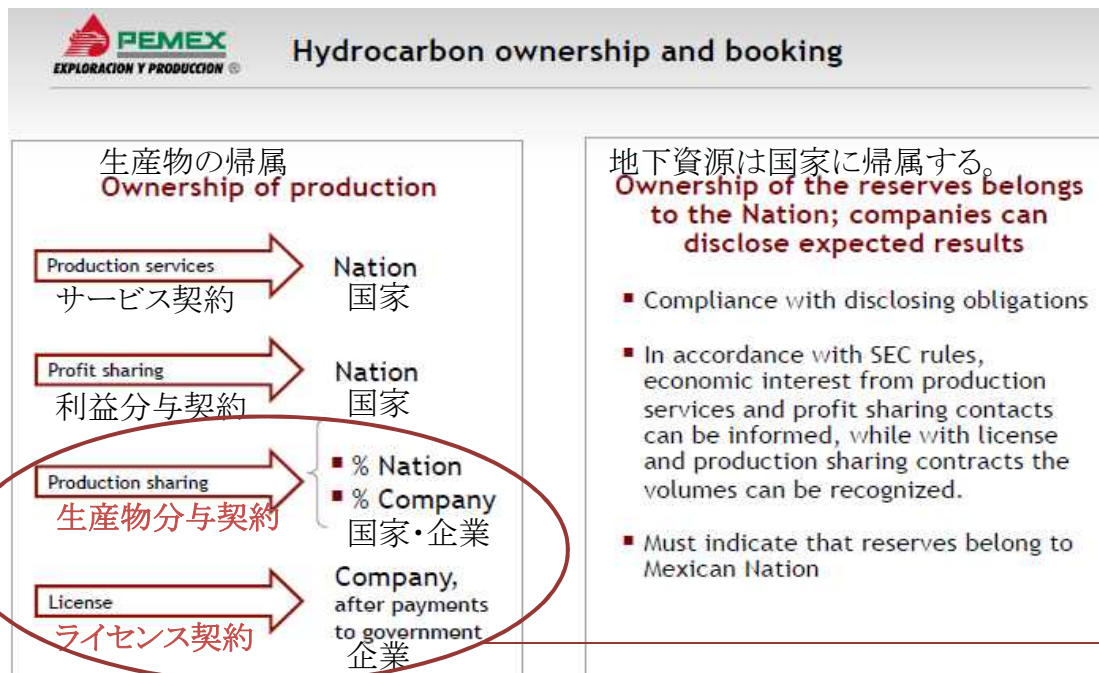 PEMEX
EXPLORACION Y PRODUCCION ®
Hydrocarbon ownership and booking
生産物の帰属
Ownership of production
Production services
サービス契約
Nation
国家
Profit sharing
利益分与契約
Nation
国家
Production sharing
生産物分与契約
■ % Nation
■ % Company
国家・企業
License
ライセンス契約
Company,
after payments
to government
企業
地下資源は国家に帰属する。
Ownership of the reserves belongs
to the Nation; companies can
disclose expected results
■ Compliance with disclosing obligations
■ In accordance with SEC rules,
economic interest from production
services and profit sharing contacts
can be informed, while with license
and production sharing contracts the
volumes can be recognized.
■ Must indicate that reserves belong to
Mexican Nation